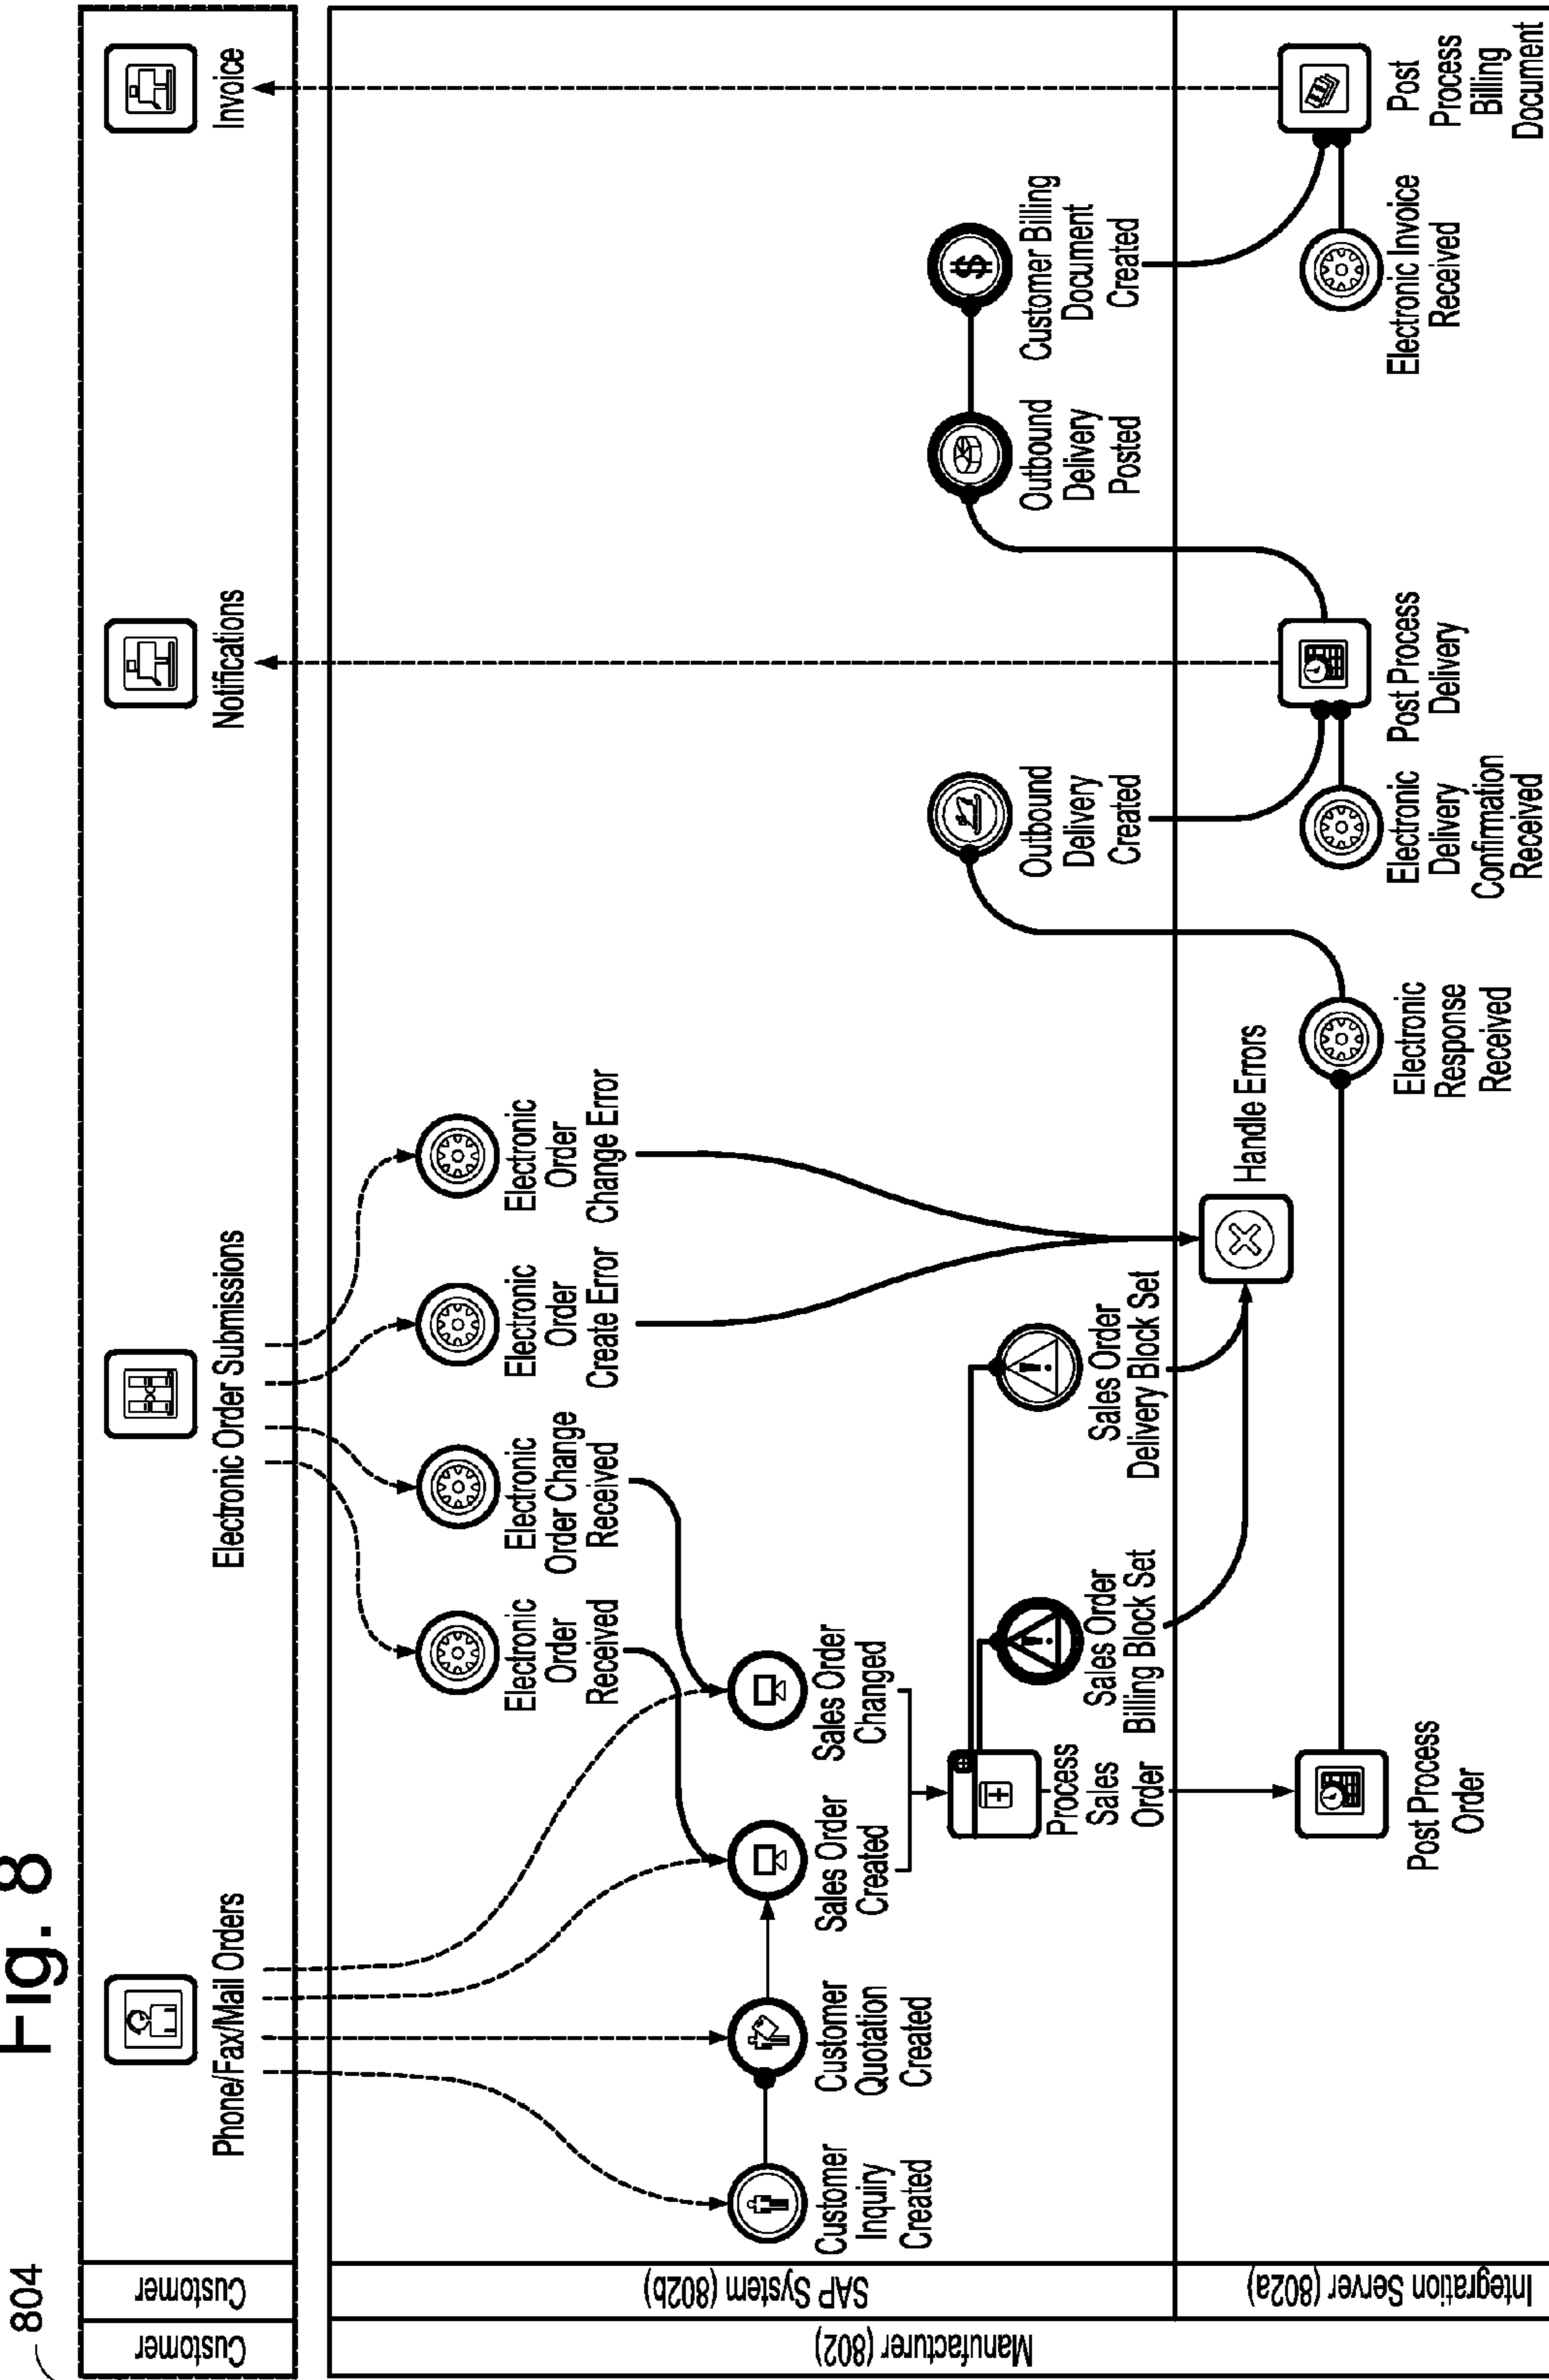 Fig. 8
804
Customer
Customer
Phone/Fax/Mail Orders
Electronic Order Submissions
Notifications
Invoice
Manufacturer (802)
SAP System (802b)
Electronic
Order
Received
Electronic
Order Change
Received
Electronic
Order
Create Error
Electronic
Order
Change Error
Customer
Inquiry
Created
Customer
Quotation
Created
Sales Order
Created
Sales Order
Changed
Process
Sales
Order
Sales Order
Billing Block Set
Sales Order
Delivery Block Set
Outbound
Delivery
Created
Outbound
Delivery
Posted
$
Customer Billing
Document
Created
Integration Server (802a)
Handle Errors
Post Process
Order
Electronic
Response
Received
Electronic
Delivery
Confirmation
Received
Post Process
Delivery
Electronic Invoice
Received
Post
Process
Billing
Document